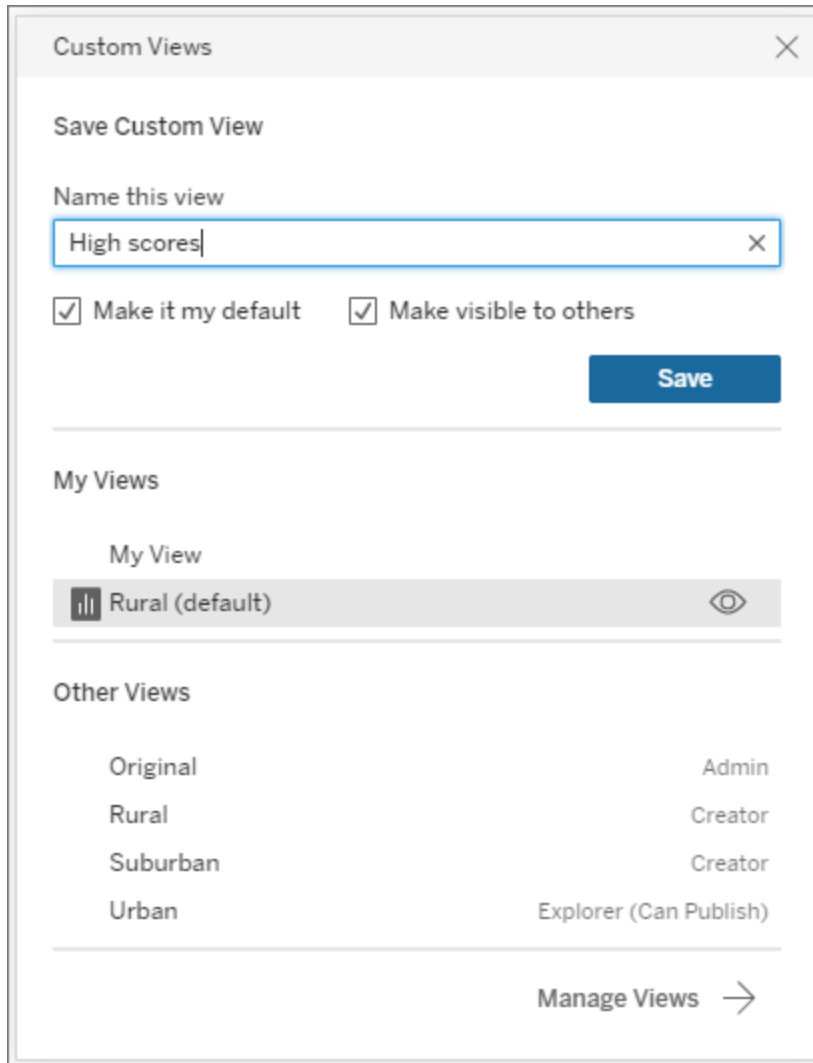 Custom Views
Save Custom View
Name this view
High scores
Make it my default Make visible to others
Save
My Views
My View
Rural (default)
Other Views
Original Admin
Rural Creator
Suburban Creator
Urban Explorer (Can Publish)
Manage Views